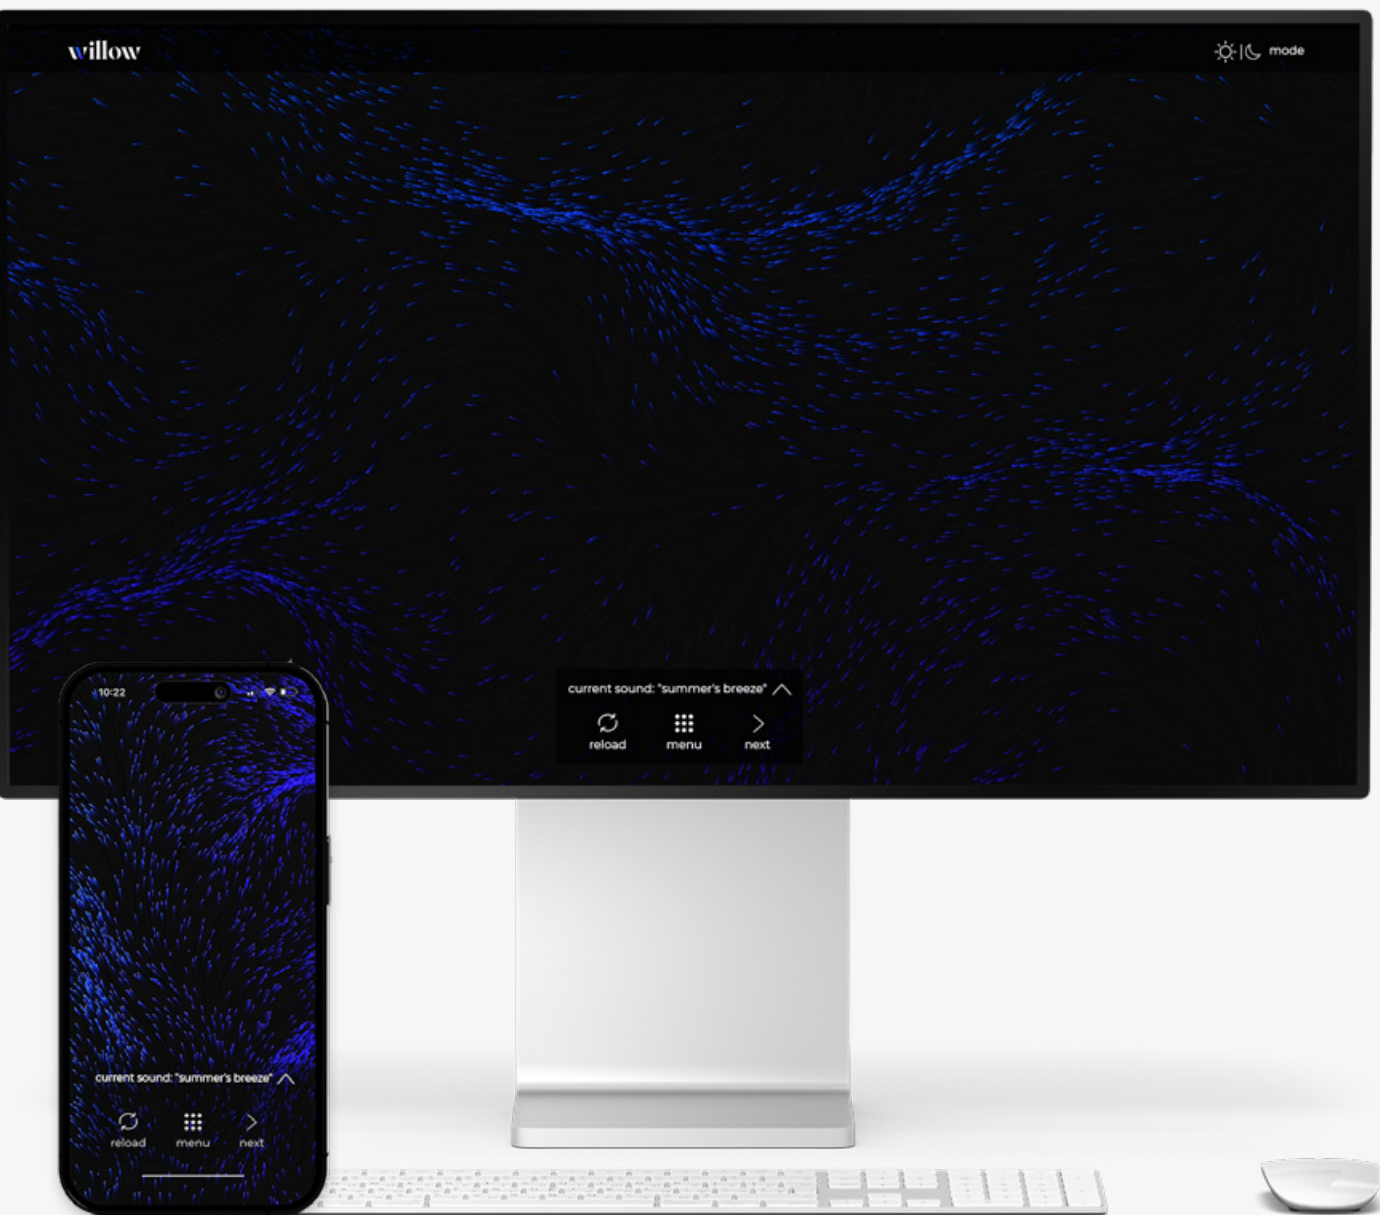 willow
mode
current sound: "summer's breeze"
reload menu next
10:22
current sound: "summer's breeze"
reload menu next